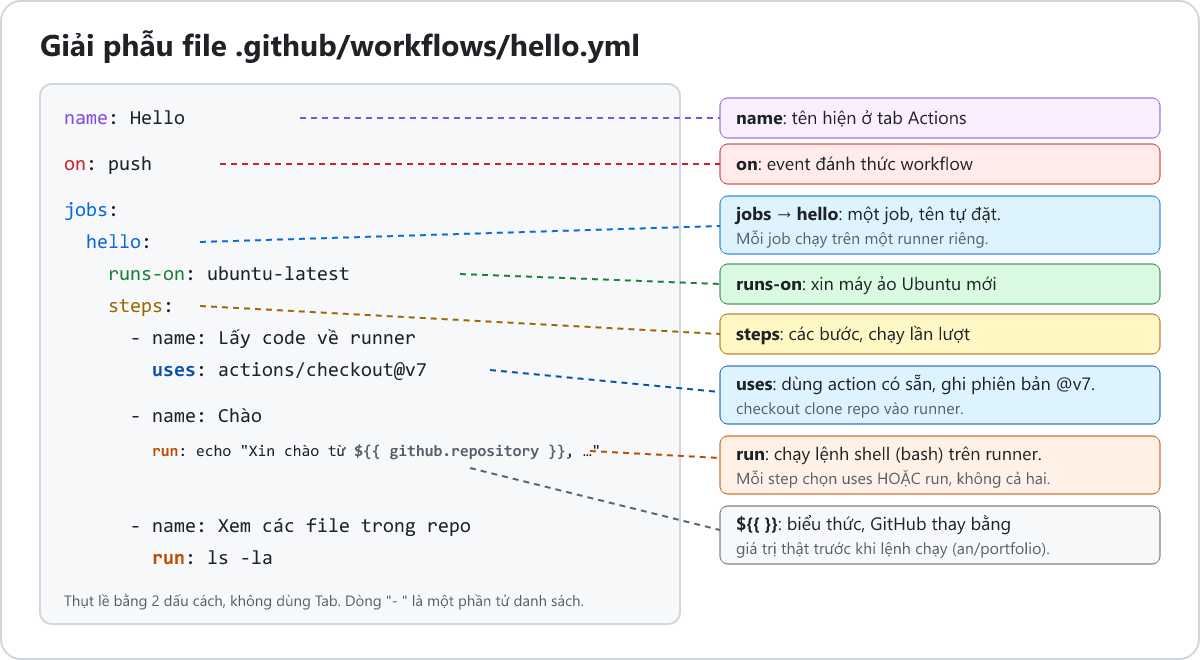 Giải phẫu file .github/workflows/hello.yml
name: Hello
on: push
jobs:
hello:
runs-on: ubuntu-latest
steps:
- name: Lấy code về runner
uses: actions/checkout@v7
- name: Chào
run: echo "Xin chào từ ${{ github.repository }}, …"
- name: Xem các file trong repo
run: ls -la
Thụt lề bằng 2 dấu cách, không dùng Tab. Dòng "- " là một phần tử danh sách.
name: tên hiện ở tab Actions
on: event đánh thức workflow
jobs → hello: một job, tên tự đặt.
Mỗi job chạy trên một runner riêng.
runs-on: xin máy ảo Ubuntu mới
steps: các bước, chạy lần lượt
uses: dùng action có sẵn, ghi phiên bản @v7.
checkout clone repo vào runner.
run: chạy lệnh shell (bash) trên runner.
Mỗi step chọn uses HOẶC run, không cả hai.
${{ }}: biểu thức, GitHub thay bằng
giá trị thật trước khi lệnh chạy (an/portfolio).